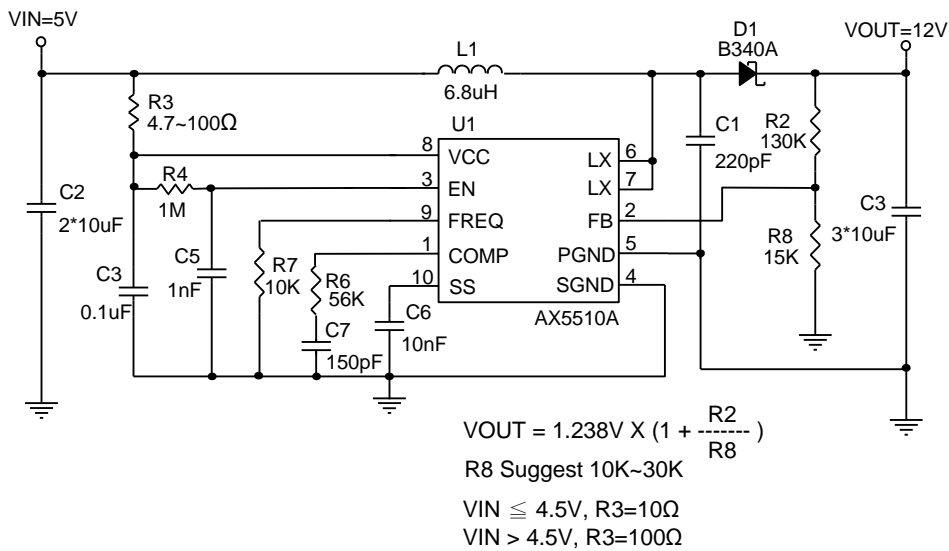 VIN=5V
VOUT=12V
L1
6.8uH
D1
B340A
R3
4.7~100Ω
U1
C1
220pF
R2
130K
8
VCC
LX
6
R4
1M
3
EN
LX
7
C2
2*10uF
9
FREQ
FB
2
C3
3*10uF
C5
1nF
R7
10K
1
COMP
PGND
5
R8
15K
C3
0.1uF
R6
56K
10
SS
SGND
4
C6
10nF
AX5510A
C7
150pF
VOUT = 1.238V X (1 + R2
------- )
R8
R8 Suggest 10K~30K
VIN ≦ 4.5V, R3=10Ω
VIN > 4.5V, R3=100Ω